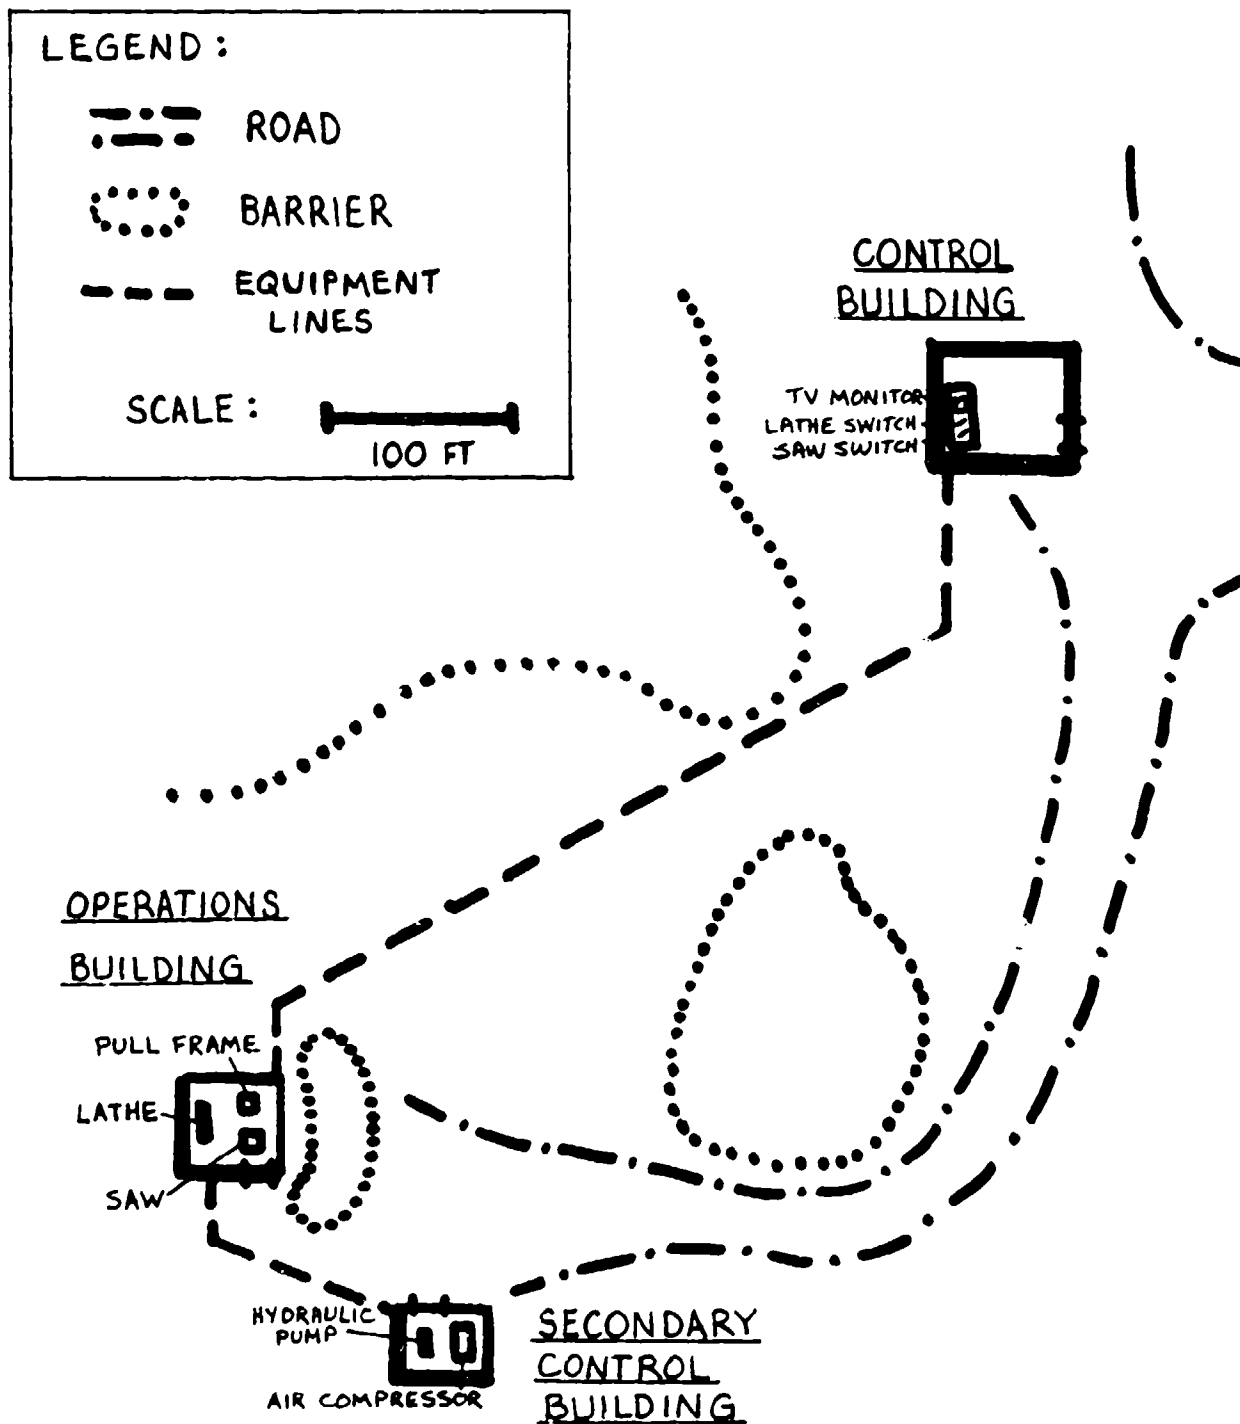 LEGEND:
ROAD
BARRIER
EQUIPMENT
LINES
SCALE:
100 FT
CONTROL
BUILDING
TV MONITOR
LATHE SWITCH
SAW SWITCH
OPERATIONS
BUILDING
PULL FRAME
LATHE
SAW
HYDRAULIC
PUMP
AIR COMPRESSOR
SECONDARY
CONTROL
BUILDING